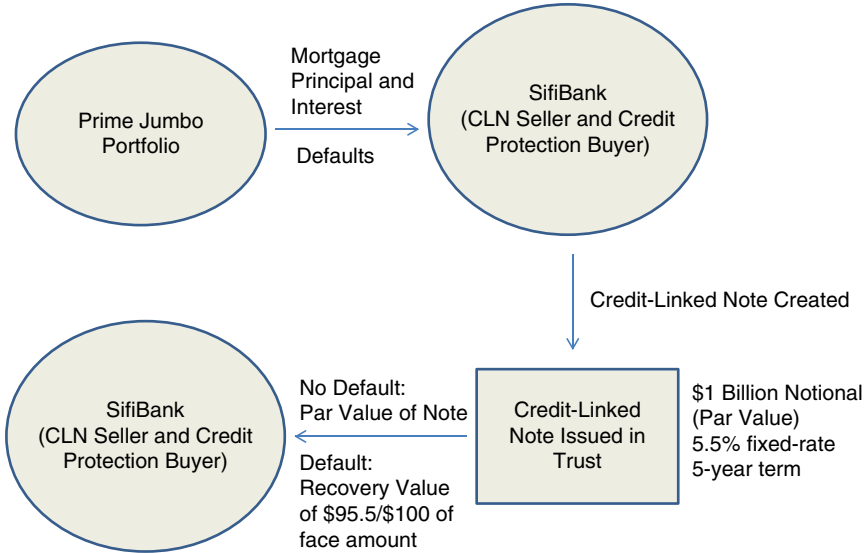 Prime Jumbo
Portfolio
Mortgage
Principal and
Interest
Defaults
SifiBank
(CLN Seller and Credit
Protection Buyer)
Credit-Linked Note Created
SifiBank
(CLN Seller and Credit
Protection Buyer)
No Default:
Par Value of Note
Default:
Recovery Value
of $95.5/$100 of
face amount
Credit-Linked
Note Issued in
Trust
$1 Billion Notional
(Par Value)
5.5% fixed-rate
5-year term